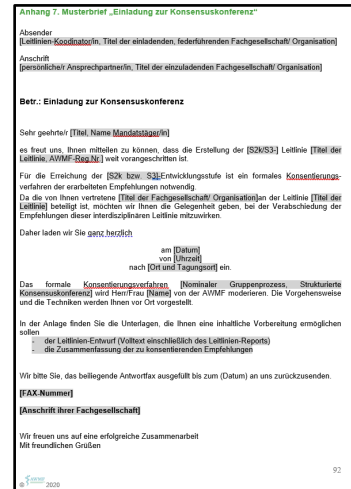 Anhang 7. Musterbrief „Einladung zur Konsensuskonferenz"
Absender
[Leitlinien-Koodinator/in, Titel der einladenden, federführenden Fachgesellschaft/ Organisation]
Anschrift
[persönliche/r Ansprechpartner/in, Titel der einzuladenden Fachgesellschaft/ Organisation]
Betr.: Einladung zur Konsensuskonferenz
Sehr geehrte/r [Titel, Name Mandatstäger/in]
es freut uns, Ihnen mitteilen zu können, dass die Erstellung der [S2k/S3-] Leitlinie [Titel der
Leitlinie, AWMF-Reg.Nr.] weit vorangeschritten ist.
Für die Erreichung der [S2k bzw. S3]-Entwicklungsstufe ist ein formales Konsentierungs-
verfahren der erarbeiteten Empfehlungen notwendig.
Da die von Ihnen vertretene [Titel der Fachgesellschaft/ Organisation]an der Leitlinie [Titel der
Leitlinie] beteiligt ist, möchten wir Ihnen die Gelegenheit geben, bei der Verabschiedung der
Empfehlungen dieser interdisziplinären Leitlinie mitzuwirken.
Daher laden wir Sie ganz herzlich
am [Datum]
von [Uhrzeit]
nach [Ort und Tagungsort] ein.
Das formale Konsentierungsverfahren [Nominaler Gruppenprozess, Strukturierte
Konsensuskonferenz] wird Herr/Frau [Name] von der AWMF moderieren. Die Vorgehensweise
und die Techniken werden Ihnen vor Ort vorgestellt.
In der Anlage finden Sie die Unterlagen, die Ihnen eine inhaltliche Vorbereitung ermöglichen
sollen
- der Leitlinien-Entwurf (Volltext einschließlich des Leitlinien-Reports)
- die Zusammenfassung der zu konsentierenden Empfehlungen
Wir bitte Sie, das beiliegende Antwortfax ausgefüllt bis zum (Datum) an uns zurückzusenden.
[FAX-Nummer]
[Anschrift ihrer Fachgesellschaft]
Wir freuen uns auf eine erfolgreiche Zusammenarbeit
Mit freundlichen Grüßen
92
© AWMF 2020